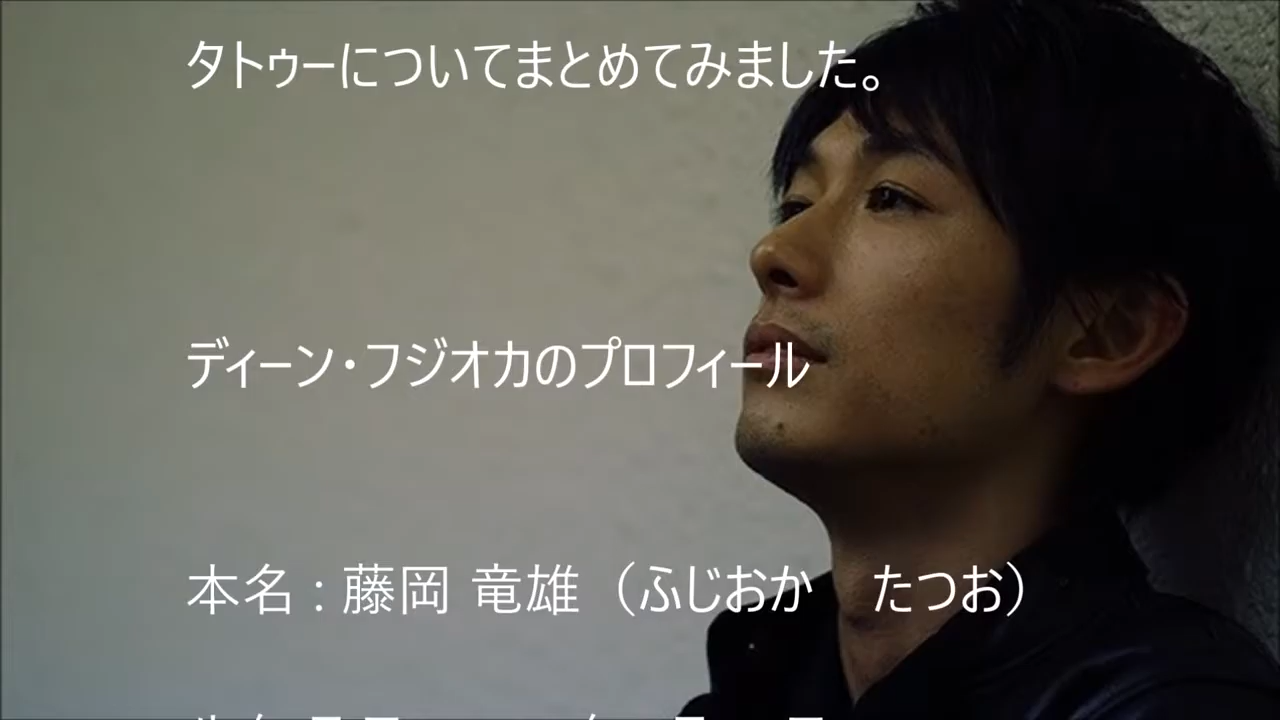 タトゥーについてまとめてみました。
ディーン・フジオカのプロフィール
本名：藤岡 竜雄（ふじおか　たつお）